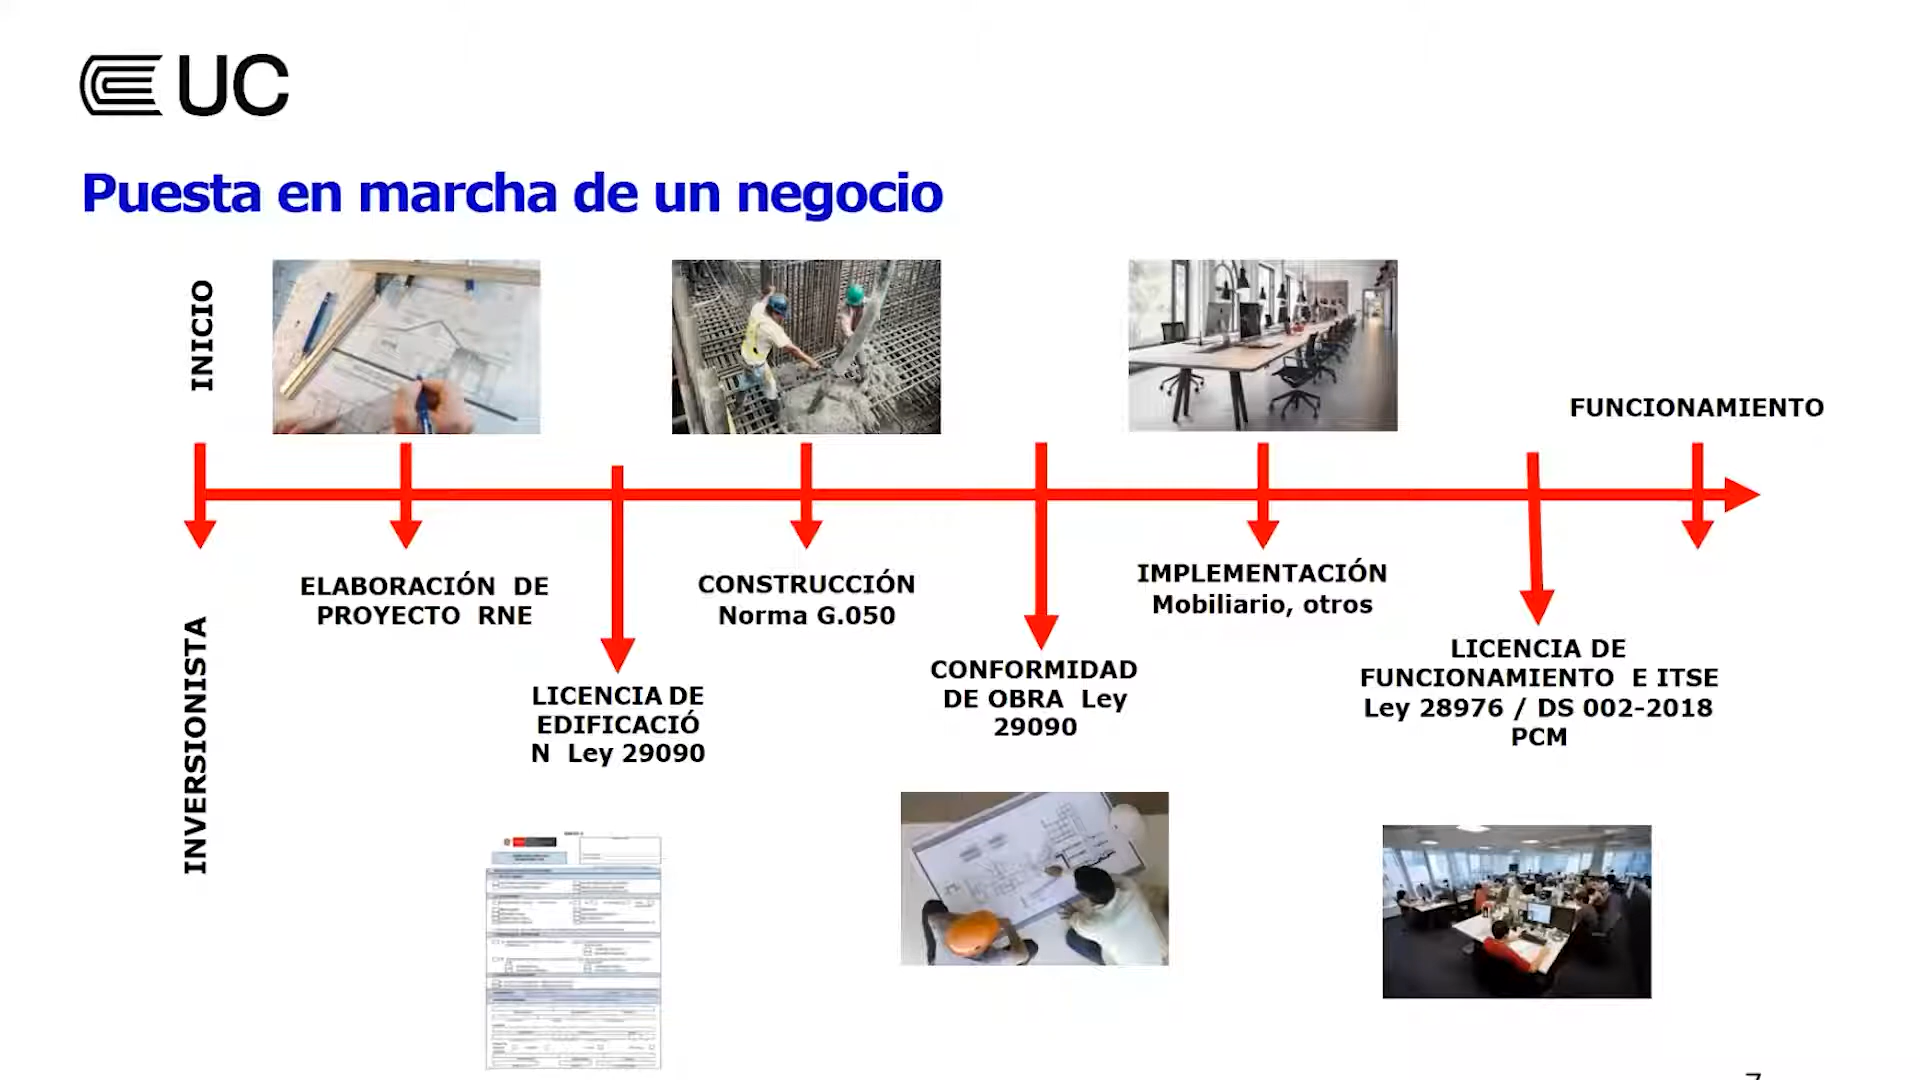 UC
Puesta en marcha de un negocio
INICIO
FUNCIONAMIENTO
INVERSIONISTA
ELABORACIÓN DE
PROYECTO RNE
LICENCIA DE
EDIFICACIÓ
N Ley 29090
CONSTRUCCIÓN
Norma G.050
CONFORMIDAD
DE OBRA Ley
29090
IMPLEMENTACIÓN
Mobiliario, otros
LICENCIA DE
FUNCIONAMIENTO E ITSE
Ley 28976 / DS 002-2018
PCM